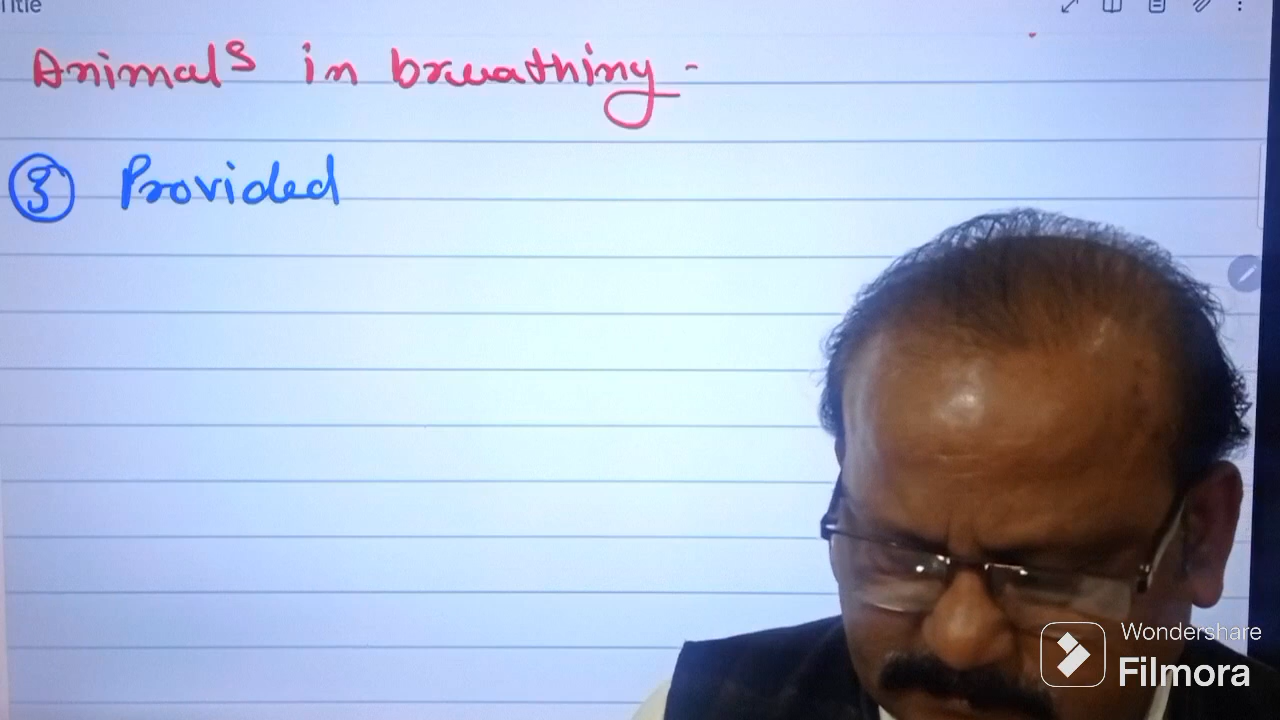 Title
Animals in breathing -
3 Provided
Wondershare
Filmora